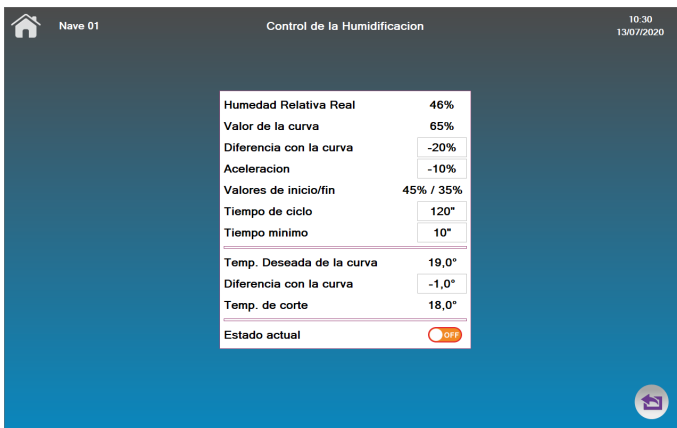 Nave 01
Control de la Humidificacion
10:30
13/07/2020
Humedad Relativa Real 46%
Valor de la curva 65%
Diferencia con la curva -20%
Aceleracion -10%
Valores de inicio/fin 45% / 35%
Tiempo de ciclo 120"
Tiempo minimo 10"
Temp. Deseada de la curva 19,0°
Diferencia con la curva -1,0°
Temp. de corte 18,0°
Estado actual OFF